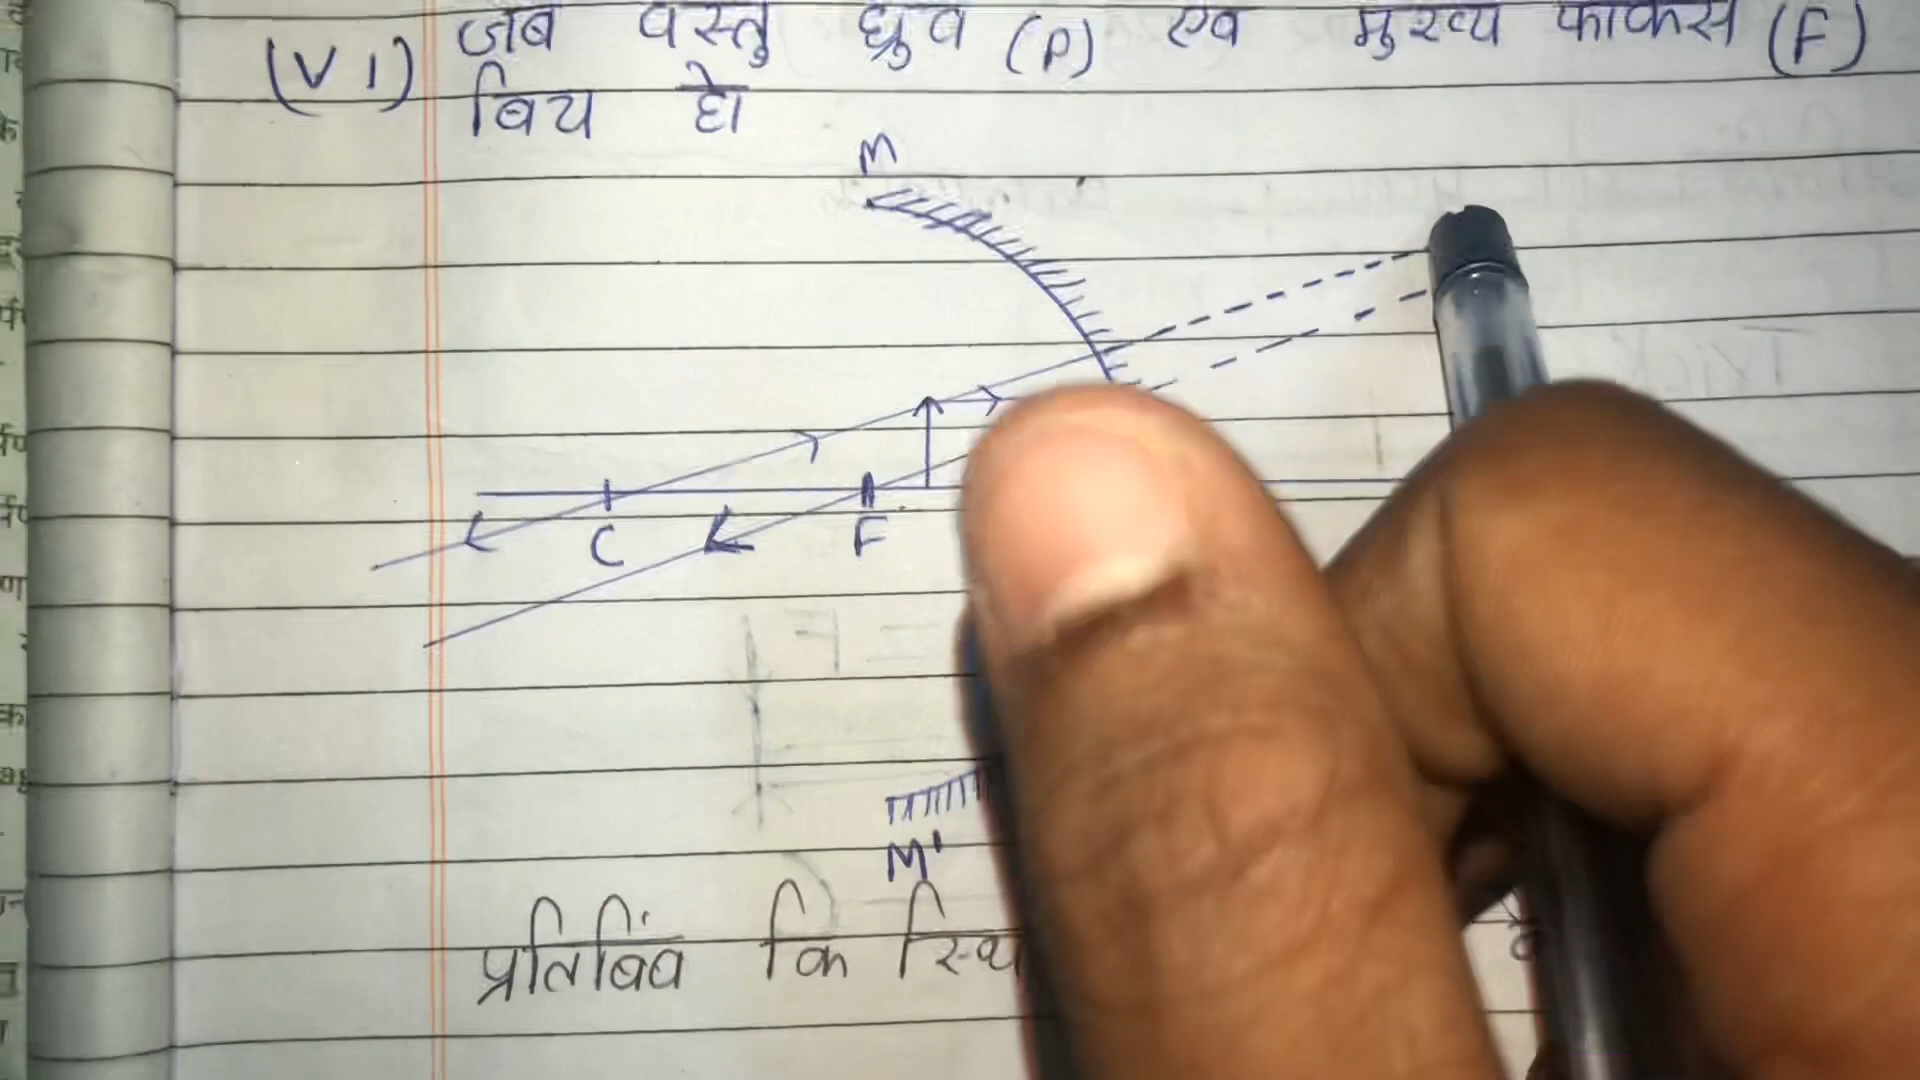 (VI) जब वस्तु ध्रुव (P) एव मुख्य फोकस (F)
बिच हो
M
C
F
M'
प्रतिबिंब कि